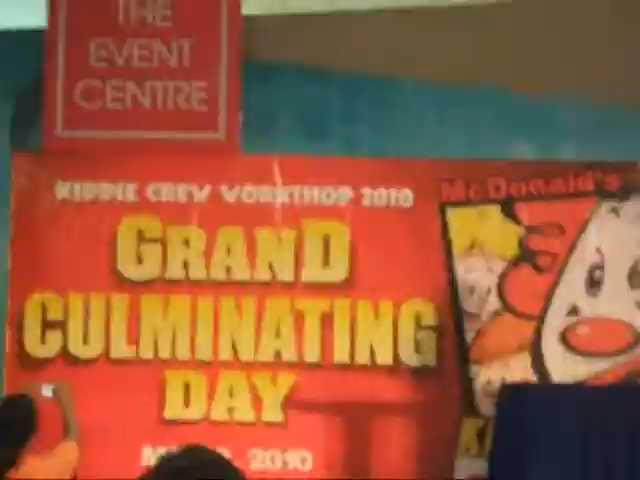 THE
EVENT
CENTRE
KIDDIE CREW WORKSHOP 2010
McDonald's
GRAND
CULMINATING
DAY
2010